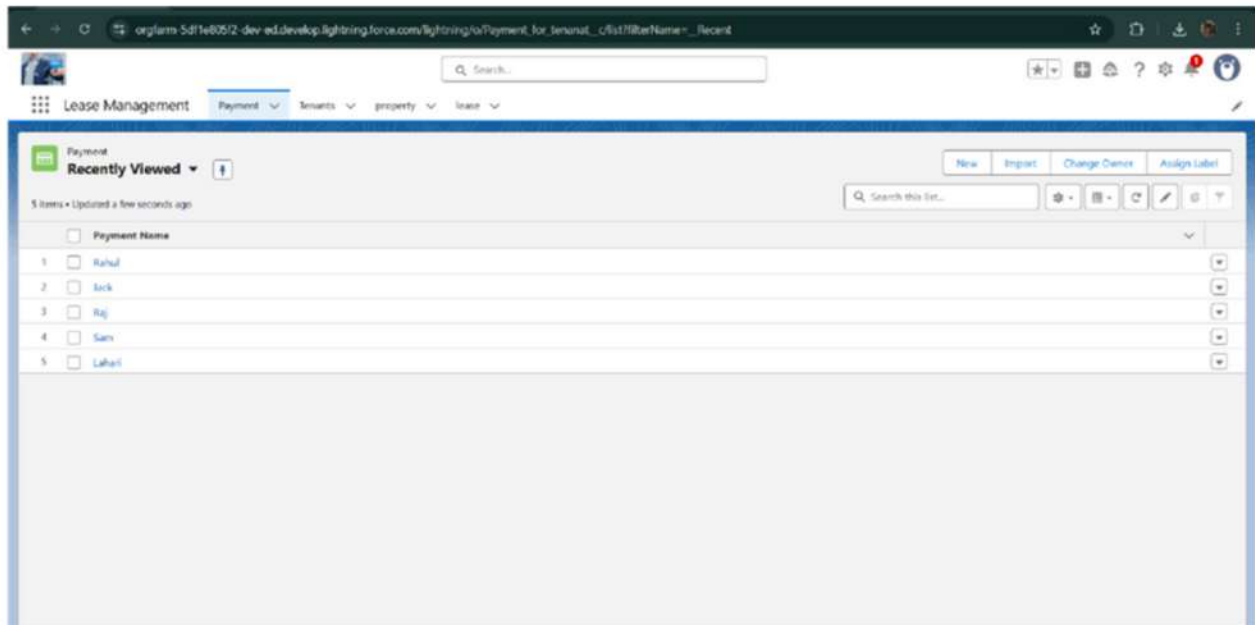 orgfarm-5df1e805f2-dev-ed.develop.lightning.force.com/lightning/o/Payment_for_tenanat__c/list?filterName=__Recent
Search...
Lease Management Payment Tenants property lease
Payment
Recently Viewed
New Import Change Owner Assign Label
5 items • Updated a few seconds ago
Search this list...
Payment Name
1 Rahul
2 Jack
3 Raj
4 Sam
5 Lahari